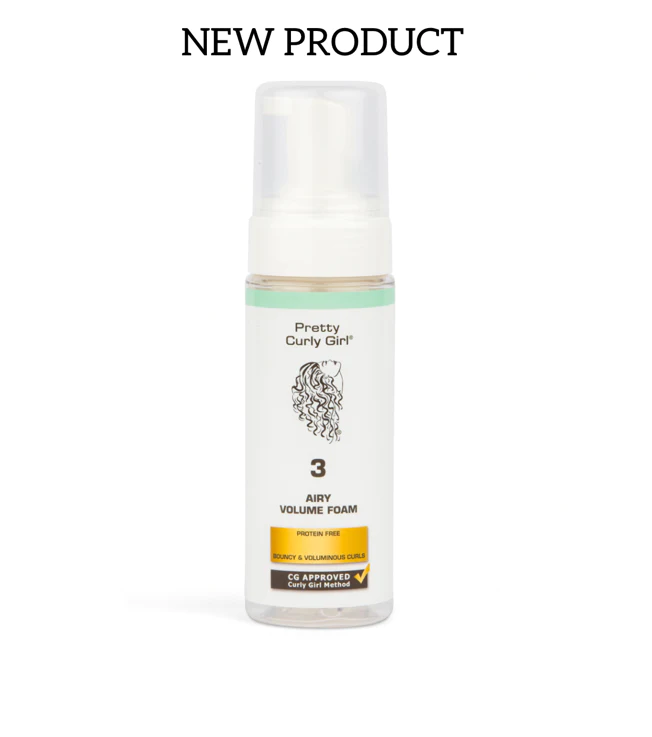 NEW PRODUCT
Pretty
Curly Girl®
3
AIRY
VOLUME FOAM
PROTEIN FREE
BOUNCY & VOLUMINOUS CURLS
CG APPROVED
Curly Girl Method